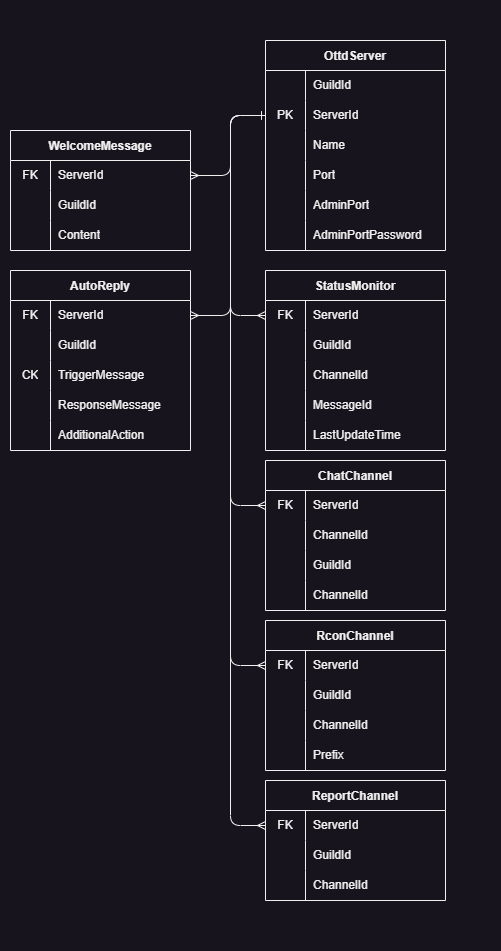 OttdServer
GuildId
PK ServerId
Name
Port
AdminPort
AdminPortPassword
WelcomeMessage
FK ServerId
GuildId
Content
AutoReply
FK ServerId
GuildId
CK TriggerMessage
ResponseMessage
AdditionalAction
StatusMonitor
FK ServerId
GuildId
ChannelId
MessageId
LastUpdateTime
ChatChannel
FK ServerId
ChannelId
GuildId
ChannelId
RconChannel
FK ServerId
GuildId
ChannelId
Prefix
ReportChannel
FK ServerId
GuildId
ChannelId